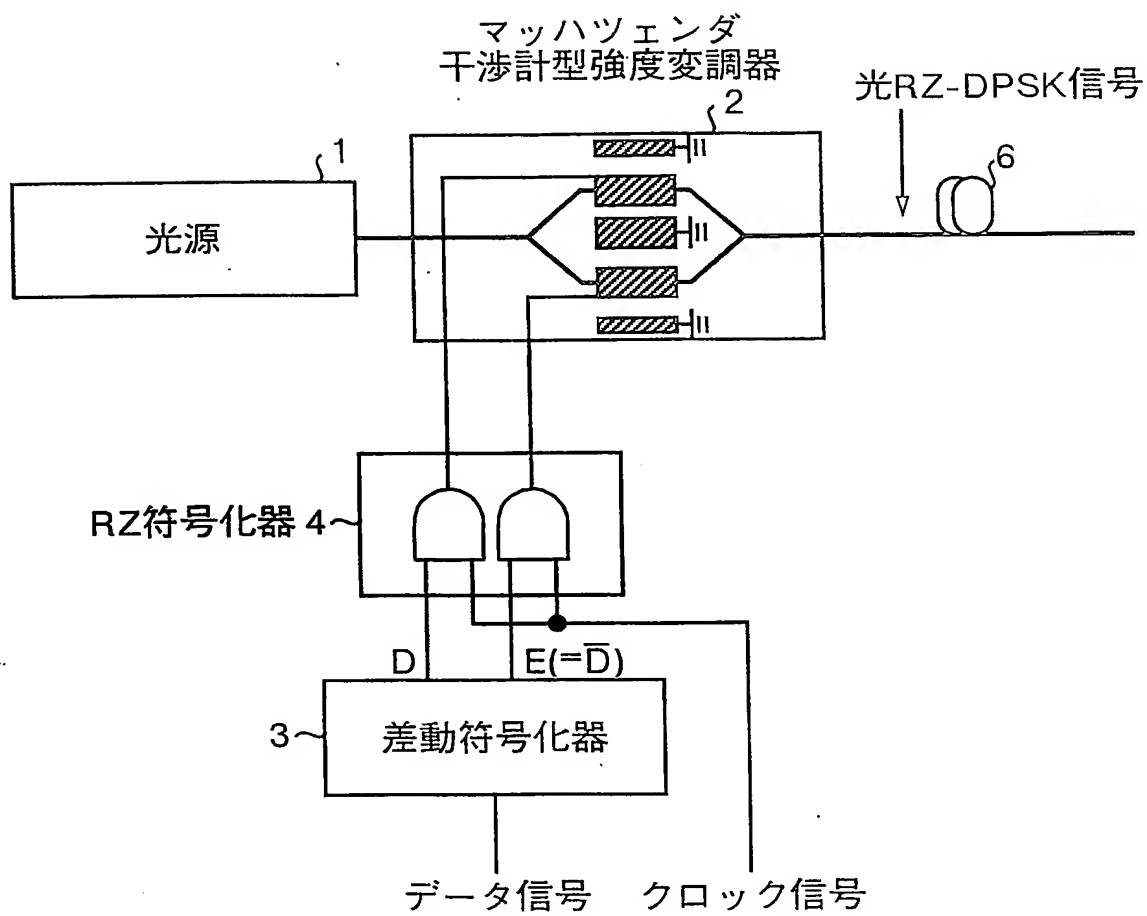 マッハツェンダ
干渉計型強度変調器
光RZ-DPSK信号
1
2
6
光源
RZ符号化器 4
D
E(=D̅)
3
差動符号化器
データ信号
クロック信号